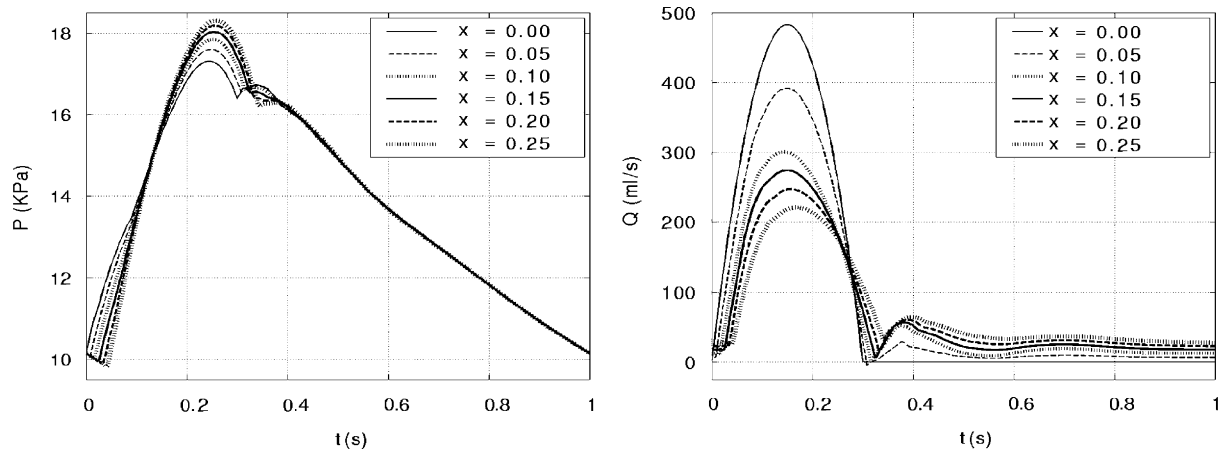 18
16
14
12
10
P (KPa)
0
0.2
0.4
0.6
0.8
1
t (s)
x = 0.00
x = 0.05
x = 0.10
x = 0.15
x = 0.20
x = 0.25
500
400
300
200
100
0
Q (ml/s)
0
0.2
0.4
0.6
0.8
1
t (s)
x = 0.00
x = 0.05
x = 0.10
x = 0.15
x = 0.20
x = 0.25